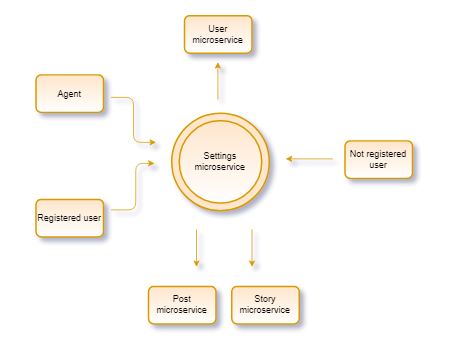 User
microservice
Agent
Settings
microservice
Not registered
user
Registered user
Post
microservice
Story
microservice